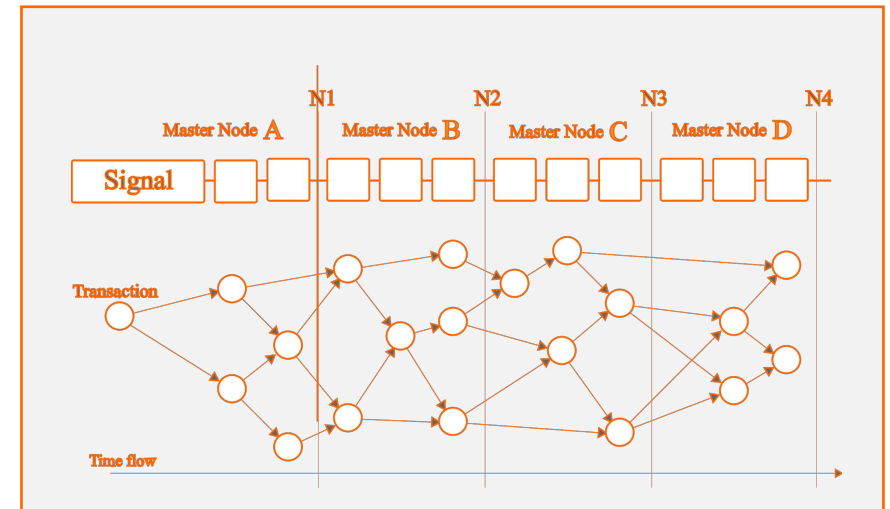 N1 N2 N3 N4
Master Node A Master Node B Master Node C Master Node D
Signal
Transaction
Time flow